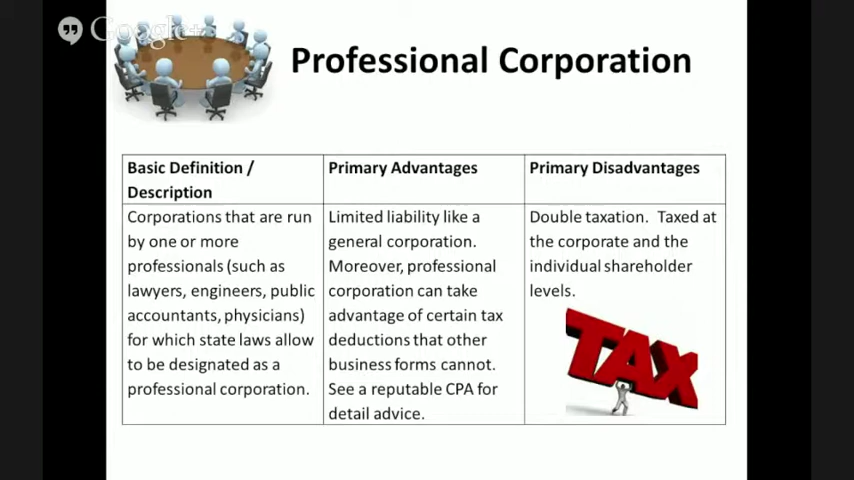 Google+
Professional Corporation
Basic Definition /
Description
Primary Advantages
Primary Disadvantages
Corporations that are run
by one or more
professionals (such as
lawyers, engineers, public
accountants, physicians)
for which state laws allow
to be designated as a
professional corporation.
Limited liability like a
general corporation.
Moreover, professional
corporation can take
advantage of certain tax
deductions that other
business forms cannot.
See a reputable CPA for
detail advice.
Double taxation. Taxed at
the corporate and the
individual shareholder
levels.
TAX